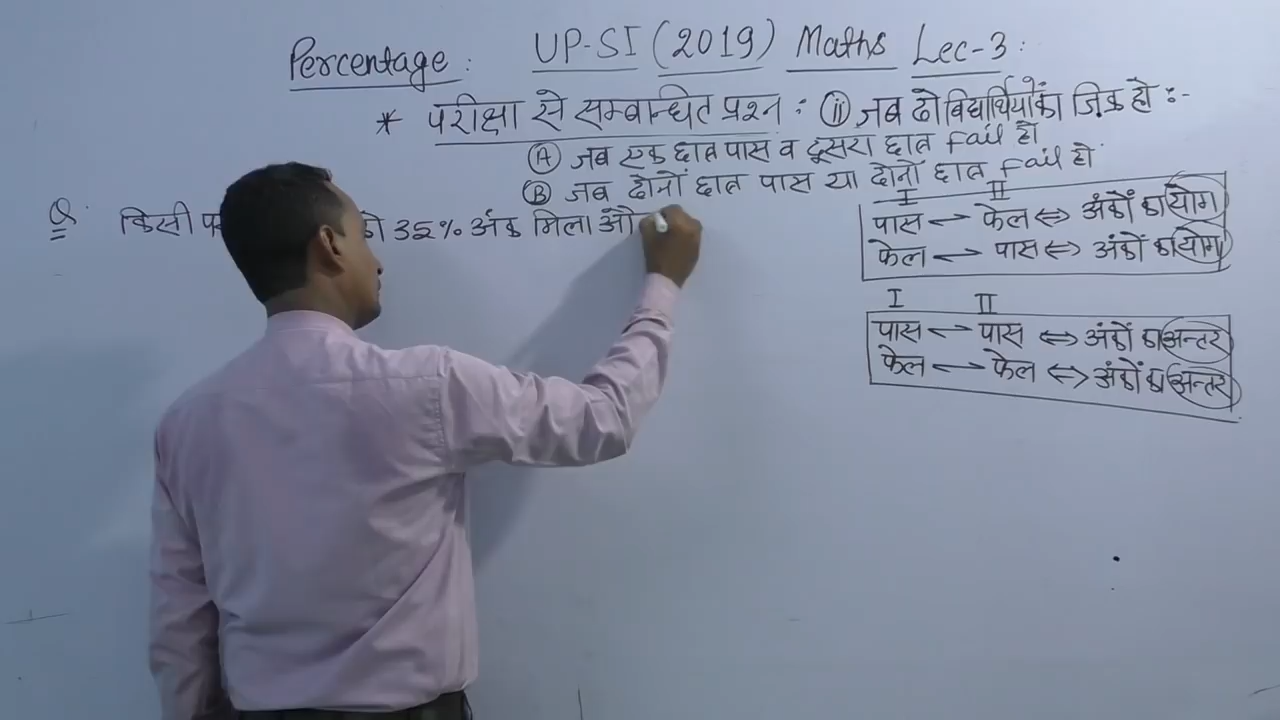 Percentage : UP-SI (2019) Maths Lec-3 :
* परीक्षा से सम्बन्धित प्रश्न : (ii) जब दो विद्यार्थियों का जिक्र हो :-
(A) जब एक छात्र पास व दूसरा छात्र fail हो
(B) जब दोनों छात्र पास या दोनों छात्र fail हो
Q. किसी को 35% अंक मिला औ
I II
पास ↔ फेल ⇔ अंकों का योग
फेल ↔ पास ⇔ अंकों का योग
I II
पास ↔ पास ⇔ अंकों का अन्तर
फेल ↔ फेल ⇔ अंकों का अन्तर